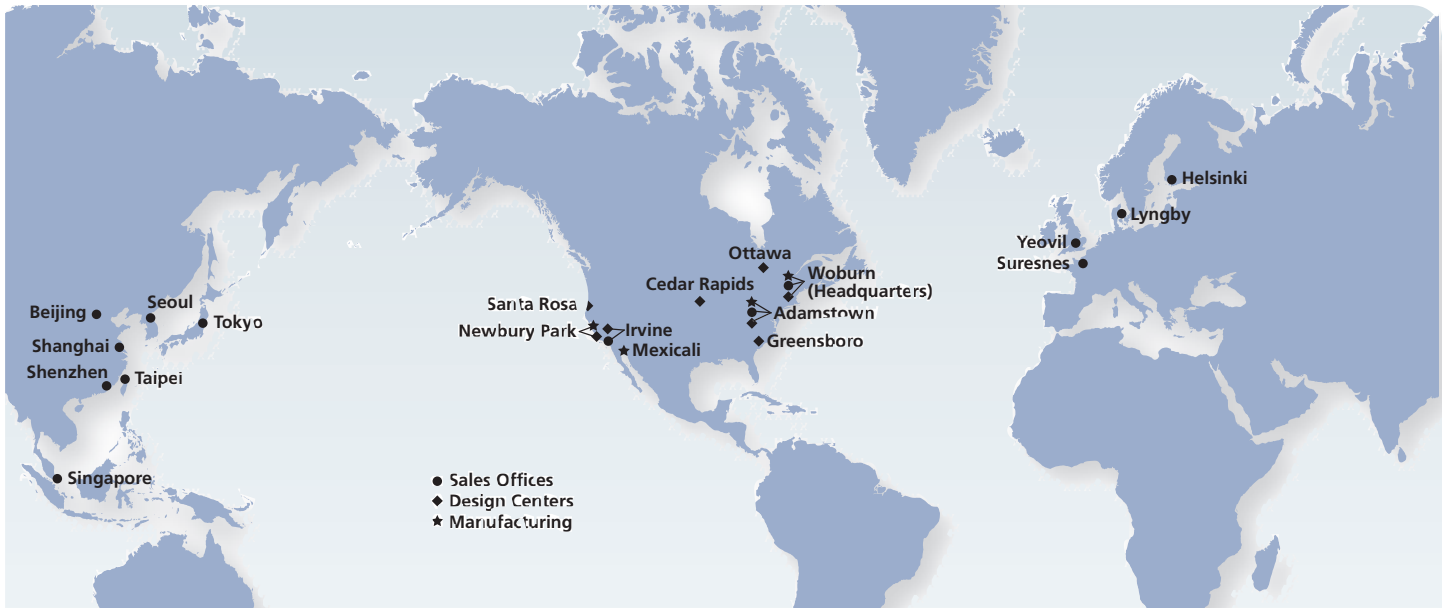 Helsinki
Lyngby
Yeovil
Suresnes
Ottawa
Woburn
(Headquarters)
Cedar Rapids
Adamstown
Greensboro
Santa Rosa
Newbury Park
Irvine
Mexicali
Beijing
Seoul
Tokyo
Shanghai
Shenzhen
Taipei
Singapore
Sales Offices
Design Centers
Manufacturing